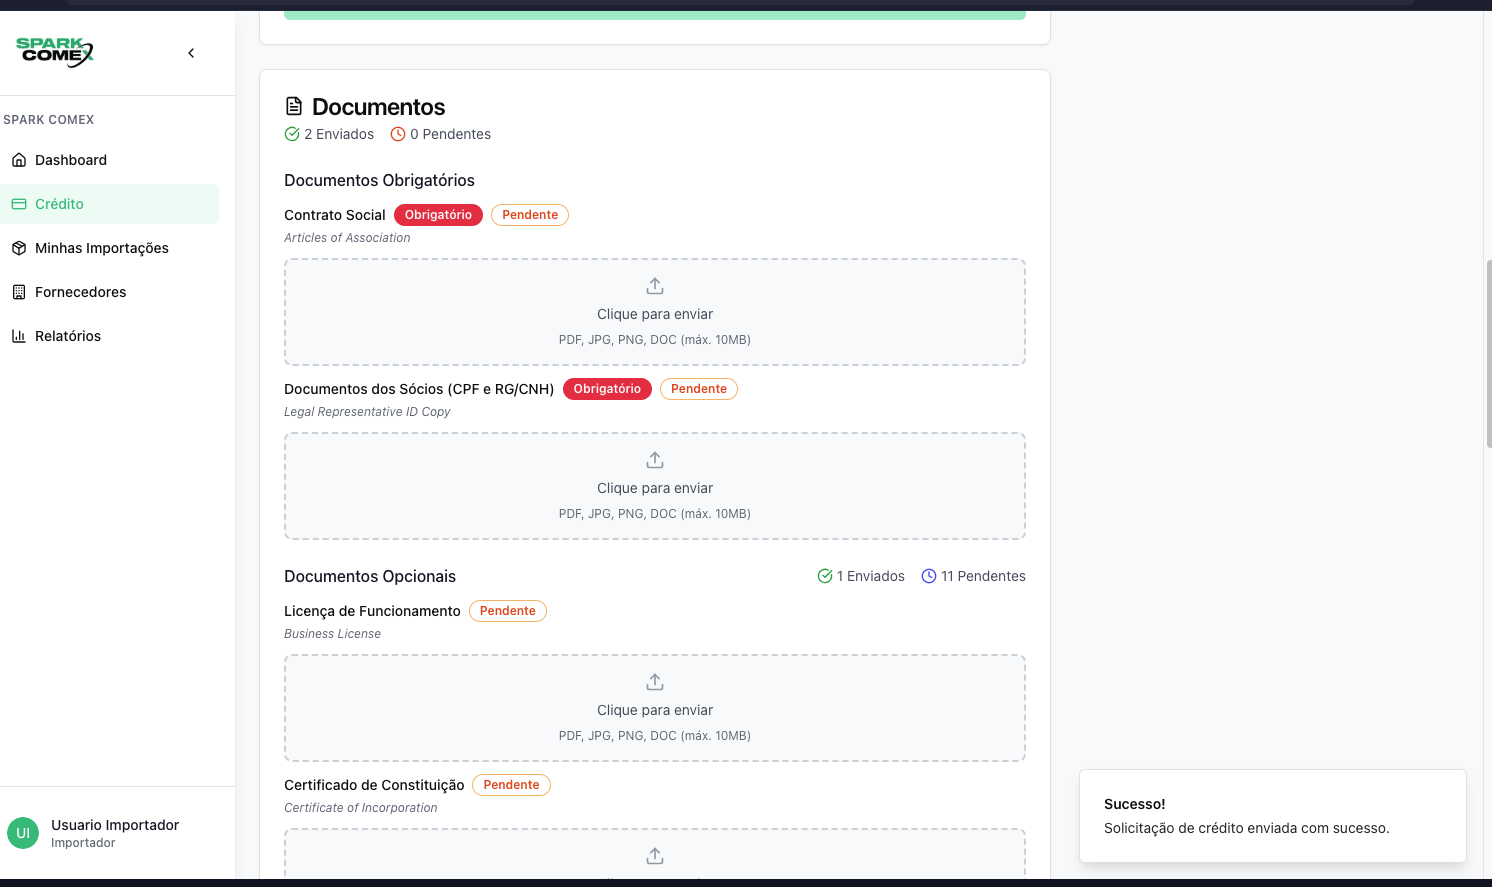 SPARK
COMEX
SPARK COMEX
Dashboard
Crédito
Minhas Importações
Fornecedores
Relatórios
UI
Usuario Importador
Importador
Documentos
2 Enviados 0 Pendentes
Documentos Obrigatórios
Contrato Social Obrigatório Pendente
Articles of Association
Clique para enviar
PDF, JPG, PNG, DOC (máx. 10MB)
Documentos dos Sócios (CPF e RG/CNH) Obrigatório Pendente
Legal Representative ID Copy
Clique para enviar
PDF, JPG, PNG, DOC (máx. 10MB)
Documentos Opcionais 1 Enviados 11 Pendentes
Licença de Funcionamento Pendente
Business License
Clique para enviar
PDF, JPG, PNG, DOC (máx. 10MB)
Certificado de Constituição Pendente
Certificate of Incorporation
Sucesso!
Solicitação de crédito enviada com sucesso.